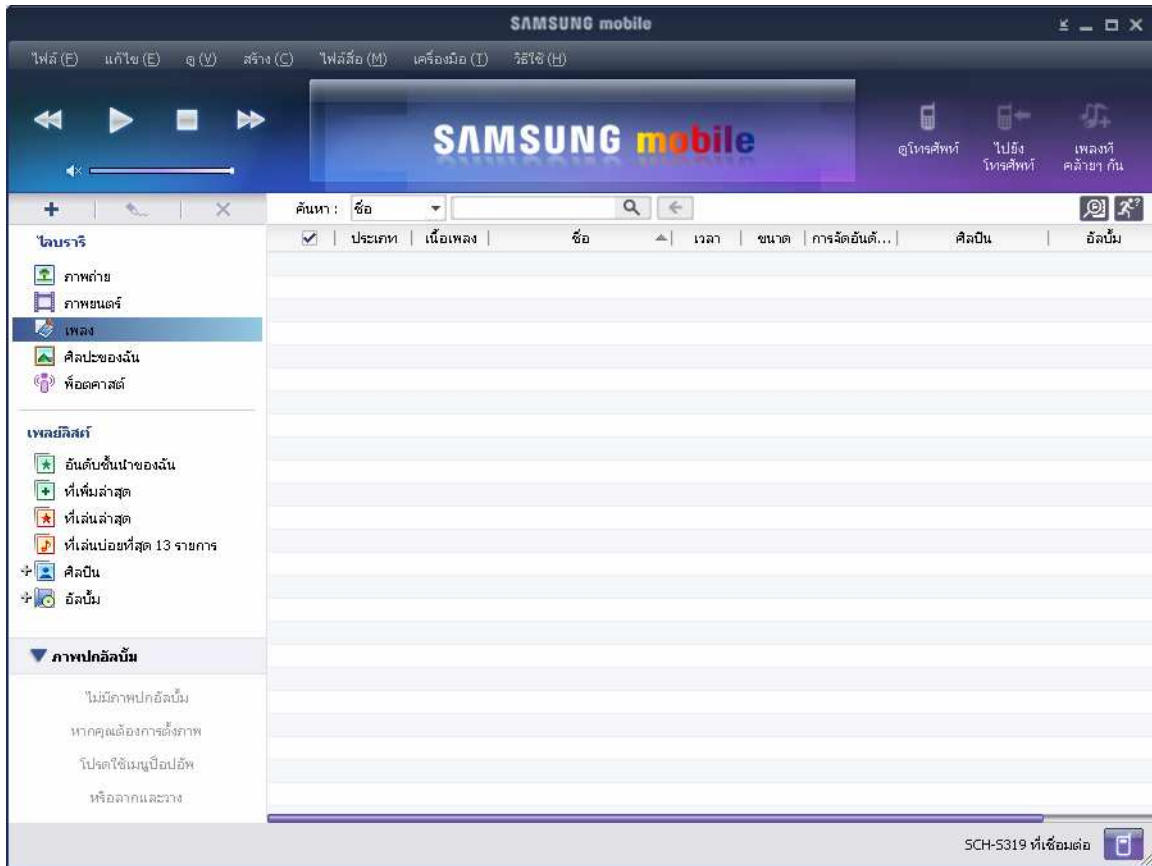 SAMSUNG mobile
ไฟล์ (F) แก้ไข (E) ดู (V) สร้าง (C) ไฟล์สื่อ (M) เครื่องมือ (T) วิธีใช้ (H)
SAMSUNG mobile
ดูโทรศัพท์
ไปยัง
โทรศัพท์
เพลงที่
คล้ายๆ กัน
ค้นหา : ชื่อ
ประเภท เนื้อเพลง ชื่อ เวลา ขนาด การจัดอันดั... ศิลปิน อัลบั้ม
ไลบรารี
ภาพถ่าย
ภาพยนตร์
เพลง
ศิลปะของฉัน
พ็อตคาสต์
เพลย์ลิสต์
อันดับชั้นนำของฉัน
ที่เพิ่มล่าสุด
ที่เล่นล่าสุด
ที่เล่นบ่อยที่สุด 13 รายการ
ศิลปิน
อัลบั้ม
ภาพปกอัลบั้ม
ไม่มีภาพปกอัลบั้ม
หากคุณต้องการตั้งภาพ
โปรดใช้เมนูป็อปอัพ
หรือลากและวาง
SCH-S319 ที่เชื่อมต่อ